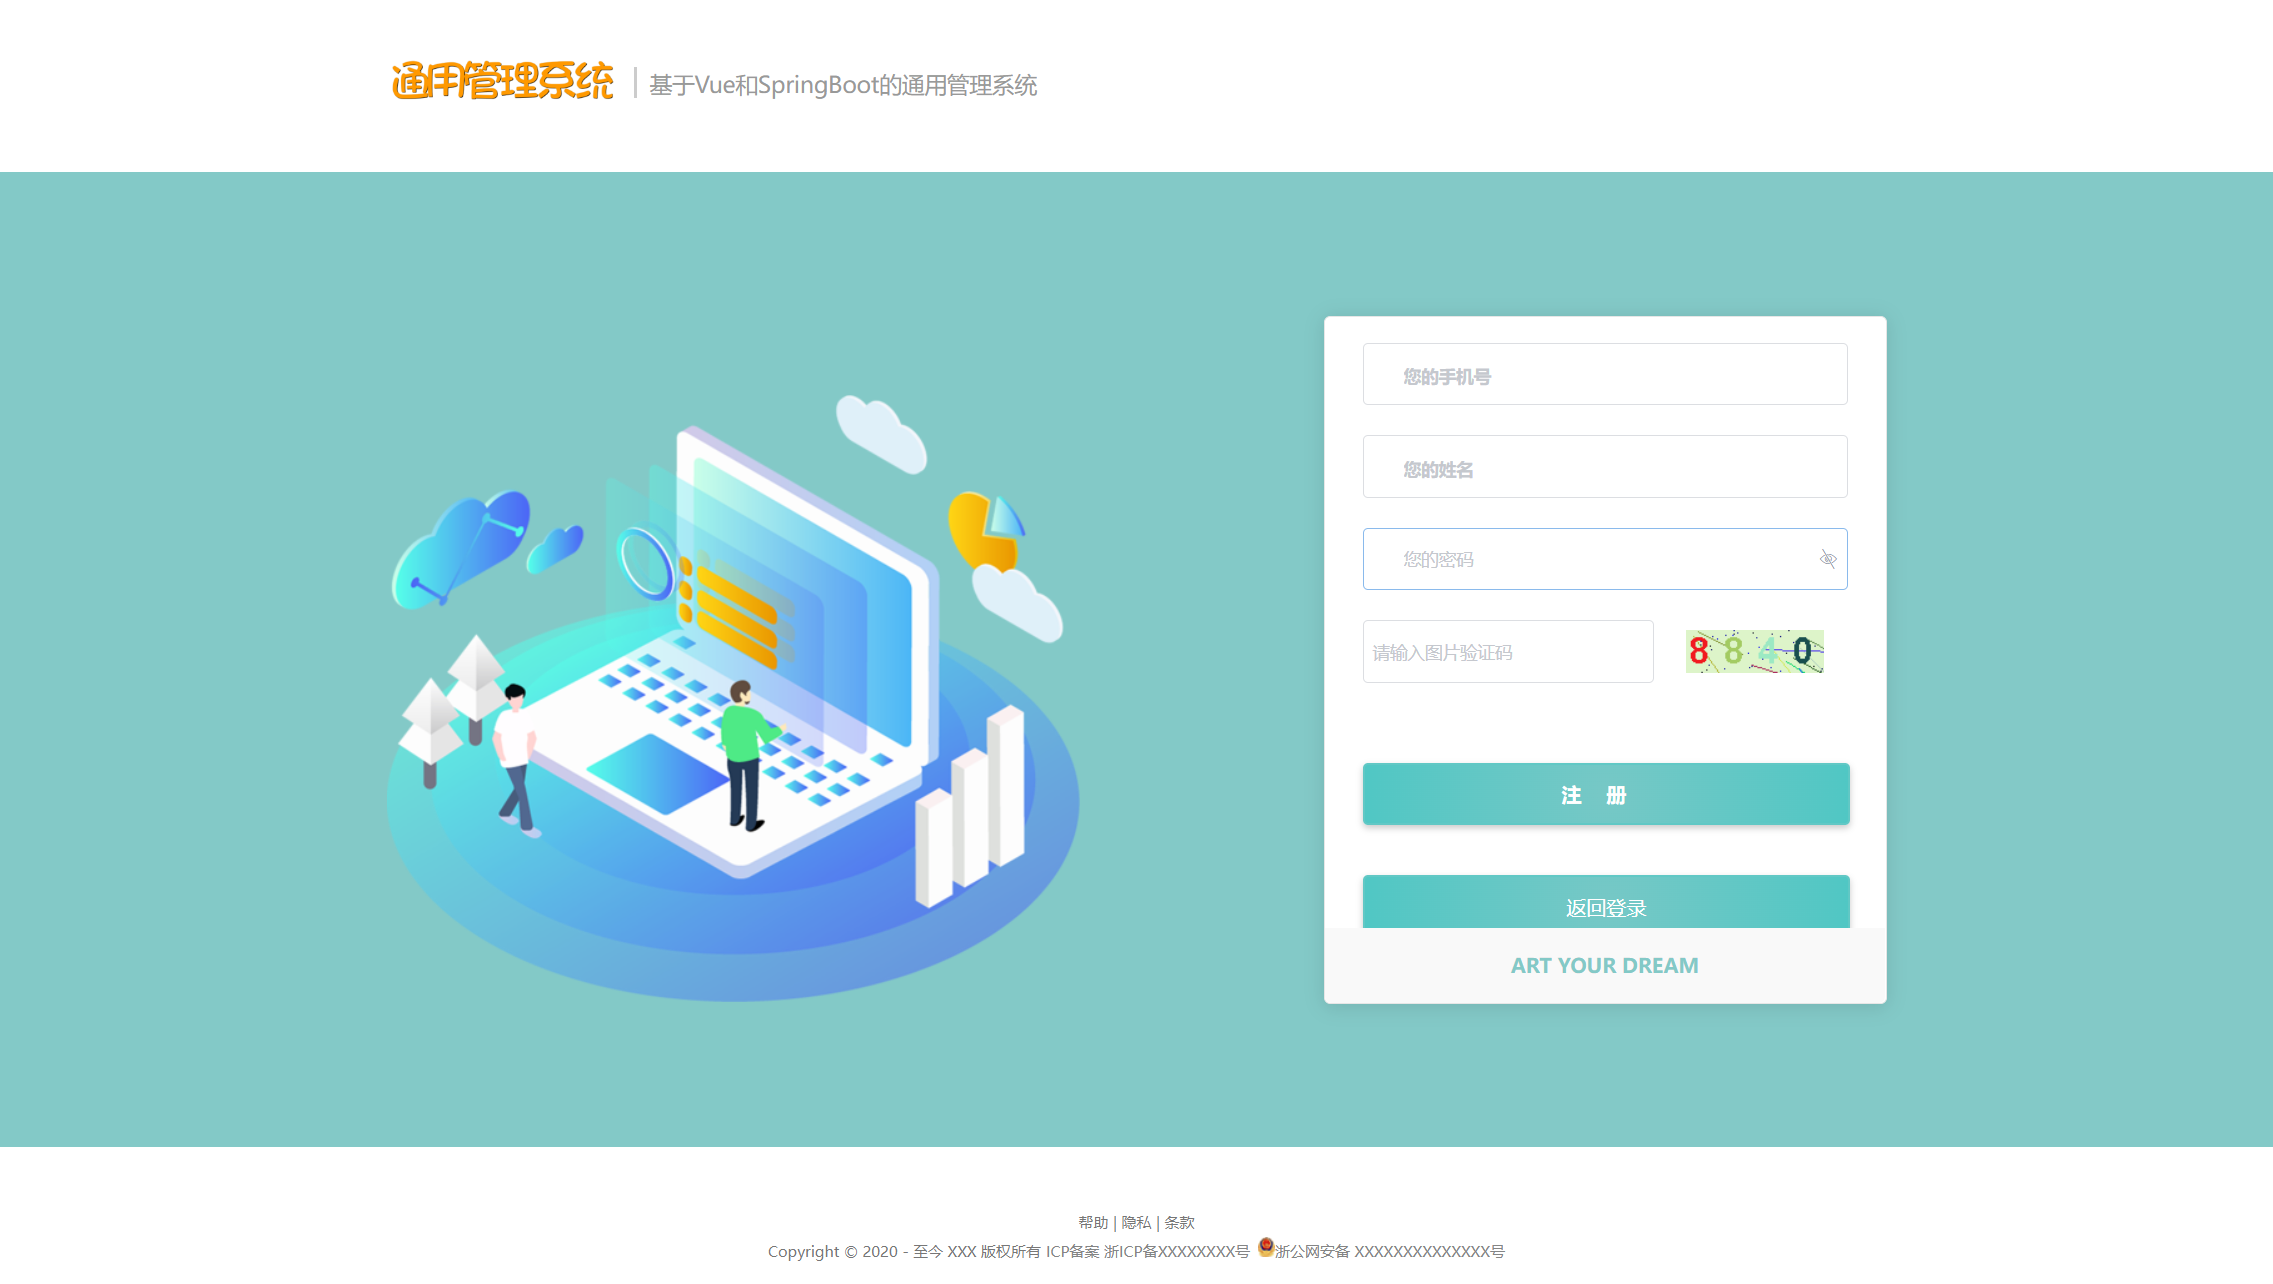 通用管理系统 | 基于Vue和SpringBoot的通用管理系统
您的手机号
您的姓名
您的密码
请输入图片验证码
8840
注 册
返回登录
ART YOUR DREAM
帮助 | 隐私 | 条款
Copyright © 2020 - 至今 XXX 版权所有 ICP备案 浙ICP备XXXXXXXX号 浙公网安备 XXXXXXXXXXXXXX号